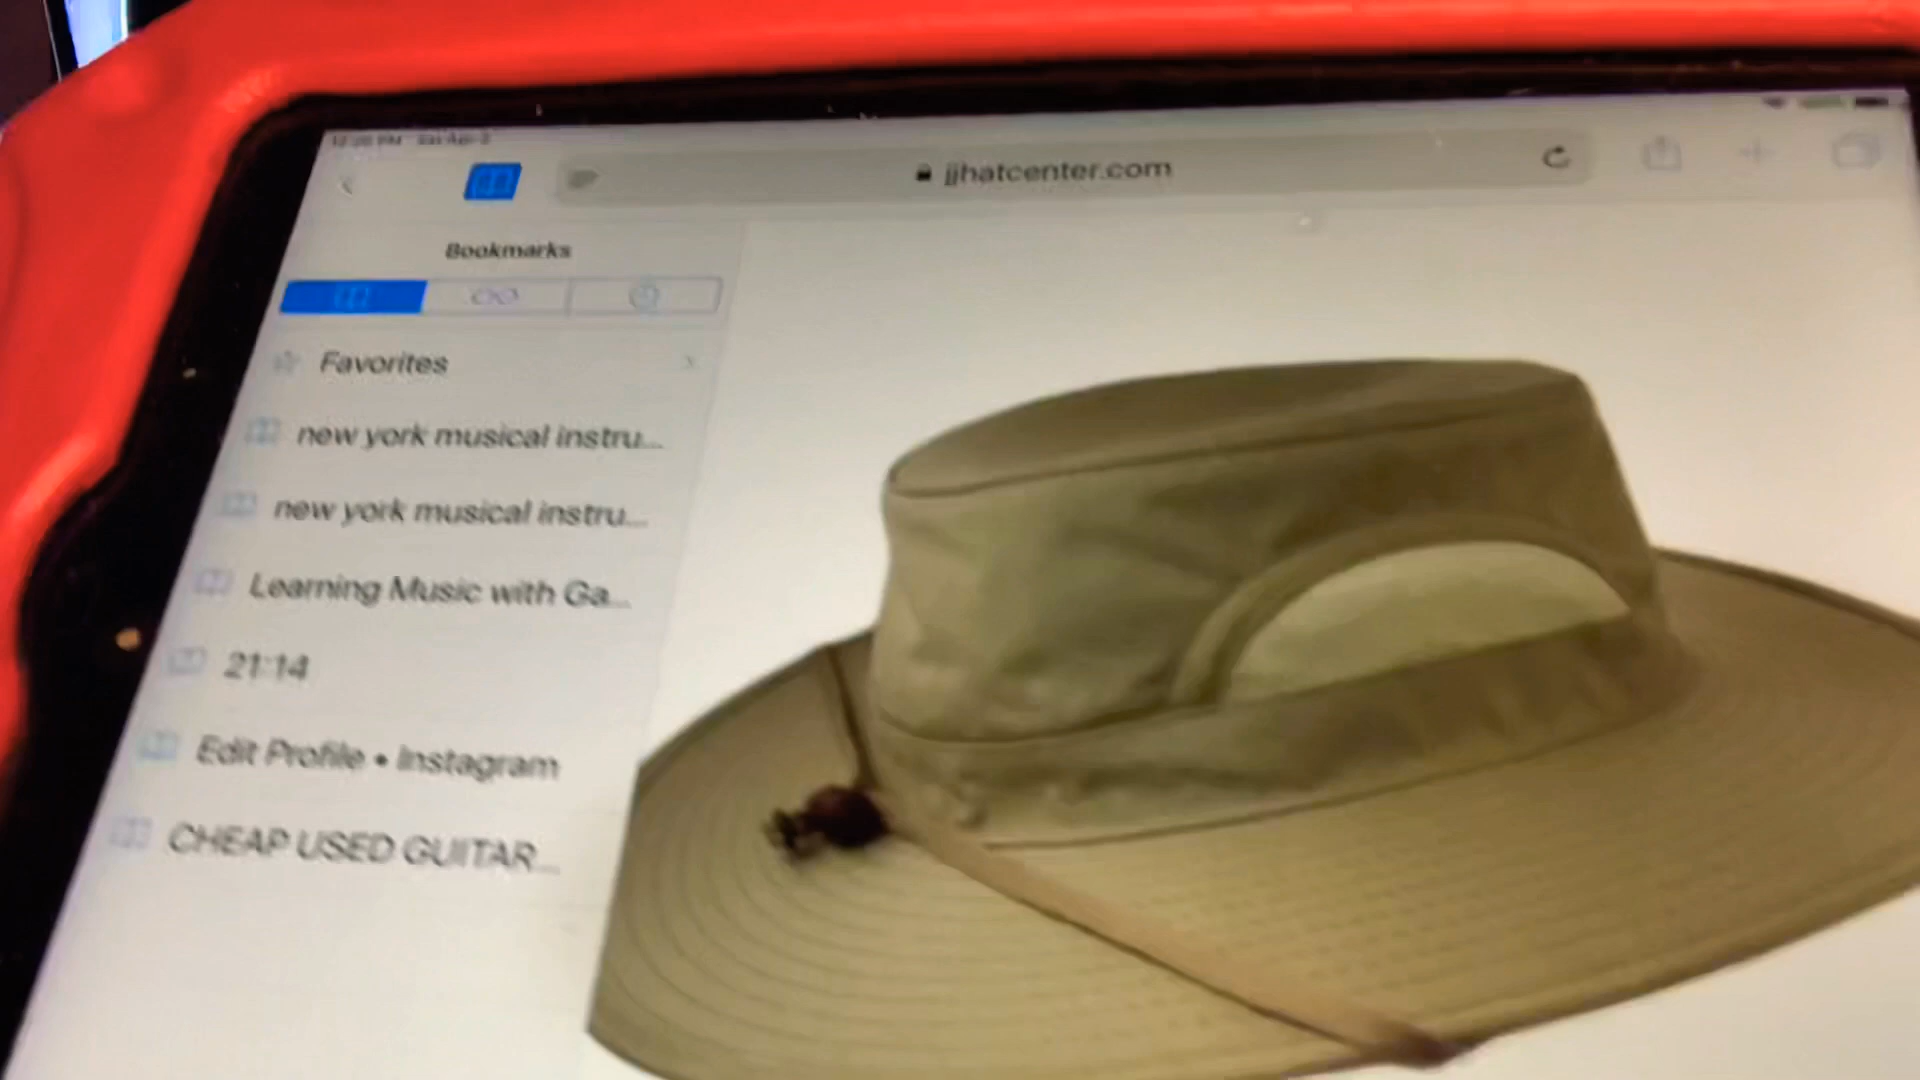 jjhatcenter.com
Bookmarks
Favorites
new york musical instru...
new york musical instru...
Learning Music with Ga...
21:14
Edit Profile • Instagram
CHEAP USED GUITAR...